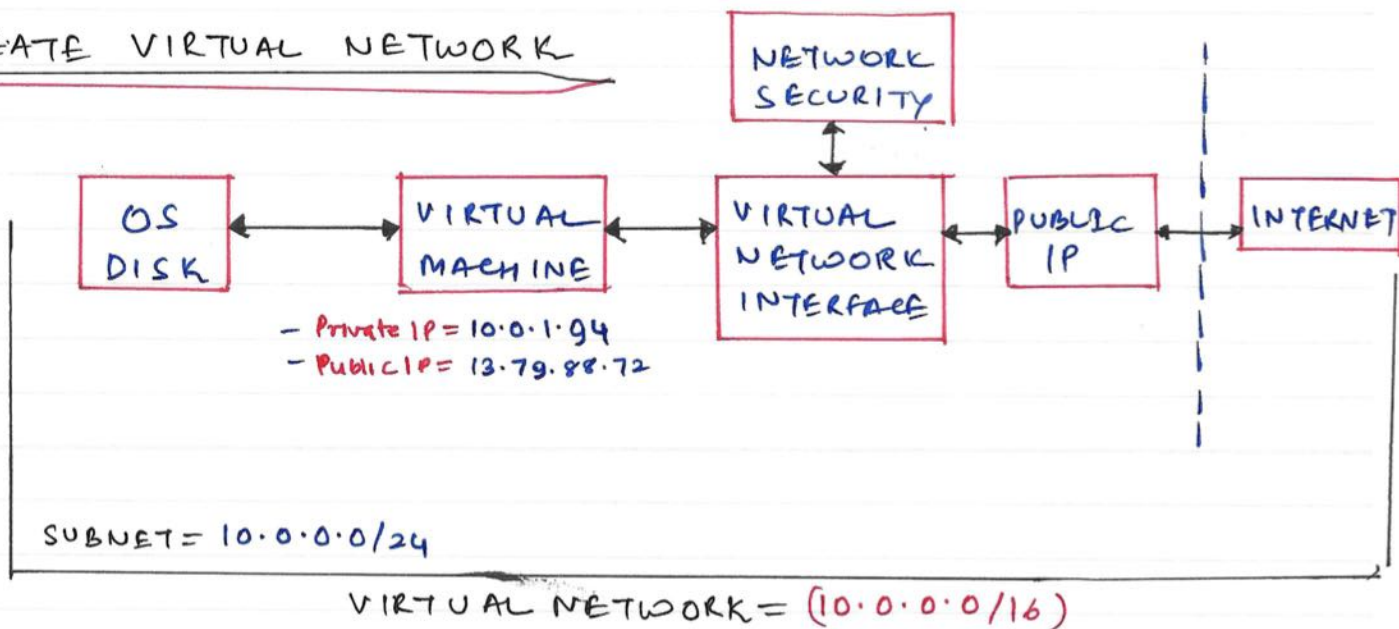 EATE VIRTUAL NETWORK
NETWORK
SECURITY
OS
DISK
VIRTUAL
MACHINE
VIRTUAL
NETWORK
INTERFACE
PUBLIC
IP
INTERNET
- Private IP = 10.0.1.94
- Public IP = 13.79.88.72
SUBNET = 10.0.0.0/24
VIRTUAL NETWORK = (10.0.0.0/16)